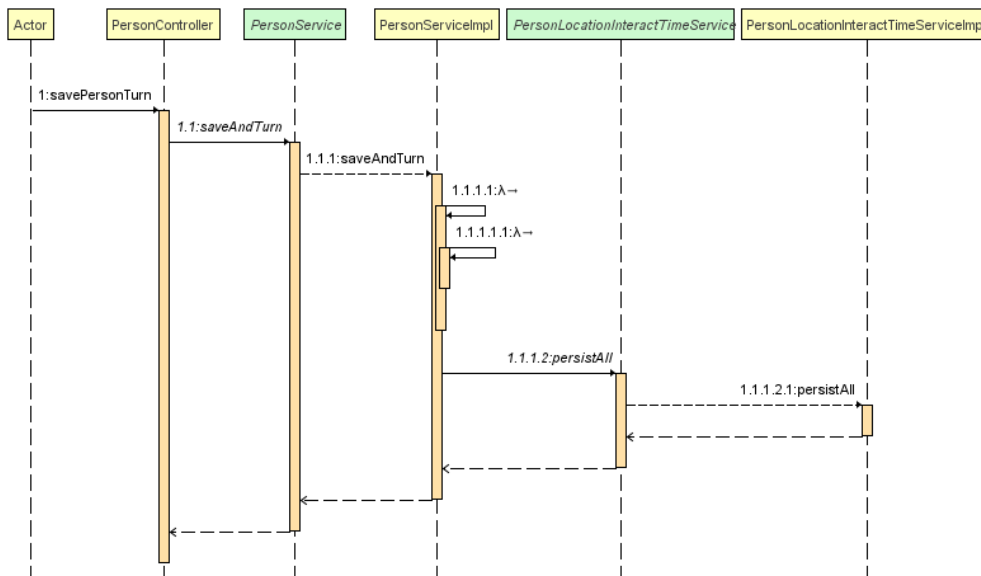 Actor
PersonController
PersonService
PersonServiceImpl
PersonLocationInteractTimeService
PersonLocationInteractTimeServiceImpl
1:savePersonTurn
1.1:saveAndTurn
1.1.1:saveAndTurn
1.1.1.1:λ→
1.1.1.1.1:λ→
1.1.1.2:persistAll
1.1.1.2.1:persistAll